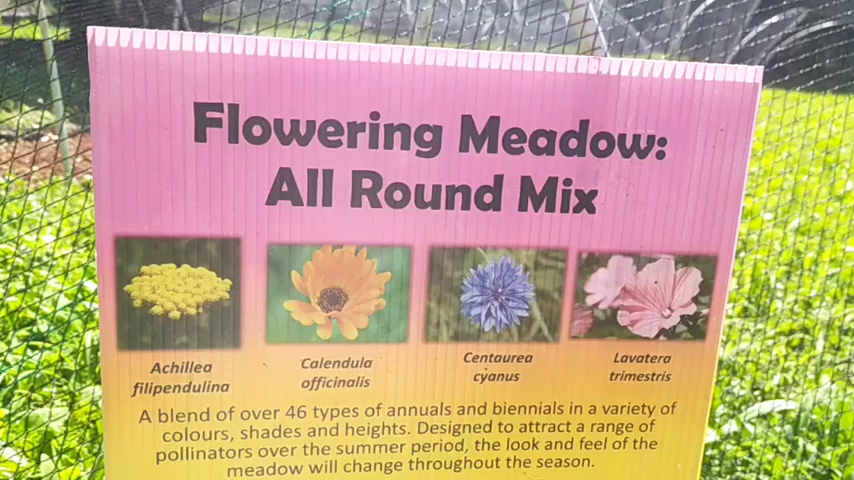 Flowering Meadow:
All Round Mix
Achillea
filipendulina
Calendula
officinalis
Centaurea
cyanus
Lavatera
trimestris
A blend of over 46 types of annuals and biennials in a variety of
colours, shades and heights. Designed to attract a range of
pollinators over the summer period, the look and feel of the
meadow will change throughout the season.